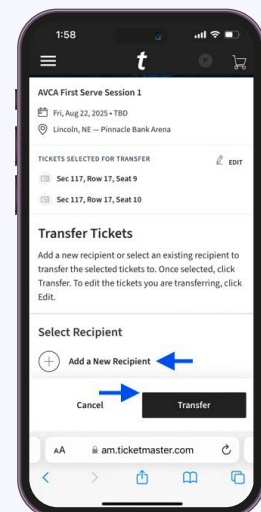 1:58
t
AVCA First Serve Session 1
Fri, Aug 22, 2025 • TBD
Lincoln, NE — Pinnacle Bank Arena
TICKETS SELECTED FOR TRANSFER
EDIT
Sec 117, Row 17, Seat 9
Sec 117, Row 17, Seat 10
Transfer Tickets
Add a new recipient or select an existing recipient to
transfer the selected tickets to. Once selected, click
Transfer. To edit the tickets you are transferring, click
Edit.
Select Recipient
Add a New Recipient
Cancel Transfer
AA am.ticketmaster.com